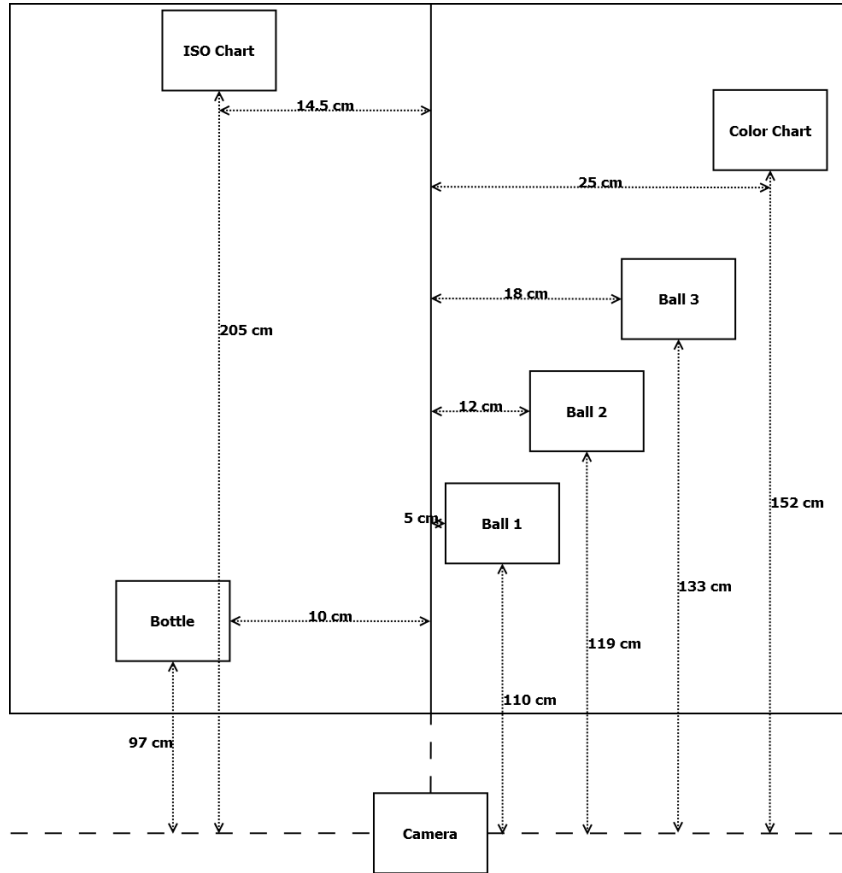 ISO Chart
14.5 cm
Color Chart
25 cm
18 cm
Ball 3
205 cm
12 cm
Ball 2
152 cm
5 cm
Ball 1
133 cm
10 cm
Bottle
119 cm
110 cm
97 cm
Camera